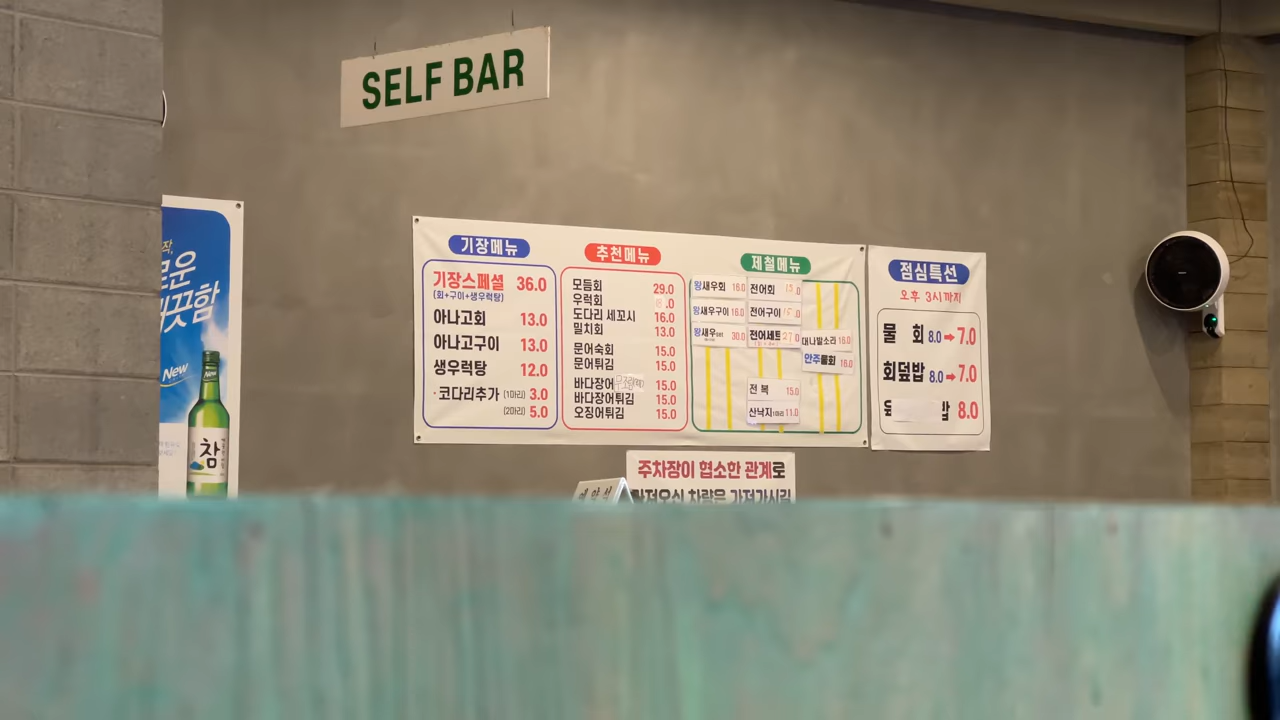 SELF BAR
New
참
기장메뉴
기장스페셜 36.0
(회+구이+생우럭탕)
아나고회 13.0
아나고구이 13.0
생우럭탕 12.0
·코다리추가 (1마리) 3.0
(2마리) 5.0
추천메뉴
모듬회 29.0
우럭회
도다리 세꼬시 16.0
밀치회 13.0
문어숙회 15.0
문어튀김 15.0
바다장어 15.0
바다장어튀김 15.0
오징어튀김 15.0
제철메뉴
왕새우회 16.0
왕새우구이 16.0
왕새우 30.0
전어회
전어구이
전어세트
전 복 15.0
산낙지 11.0
대나발소리
안주물회 16.0
점심특선
오후 3시까지
물 회 8.0➡7.0
회덮밥 8.0➡7.0
8.0
주차장이 협소한 관계로
차량은